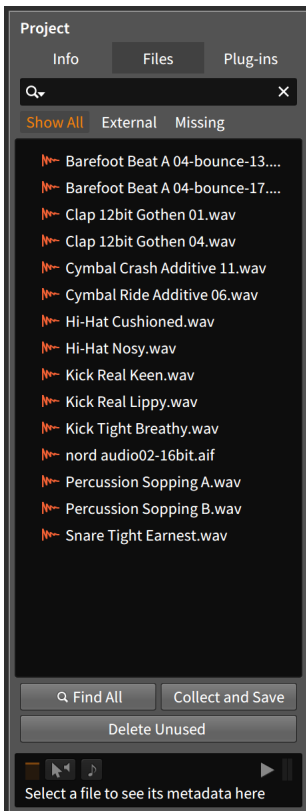 Project
Info Files Plug-ins
Show All External Missing
Barefoot Beat A 04-bounce-13....
Barefoot Beat A 04-bounce-17....
Clap 12bit Gothen 01.wav
Clap 12bit Gothen 04.wav
Cymbal Crash Additive 11.wav
Cymbal Ride Additive 06.wav
Hi-Hat Cushioned.wav
Hi-Hat Nosy.wav
Kick Real Keen.wav
Kick Real Lippy.wav
Kick Tight Breathy.wav
nord audio02-16bit.aif
Percussion Sopping A.wav
Percussion Sopping B.wav
Snare Tight Earnest.wav
Find All Collect and Save
Delete Unused
Select a file to see its metadata here